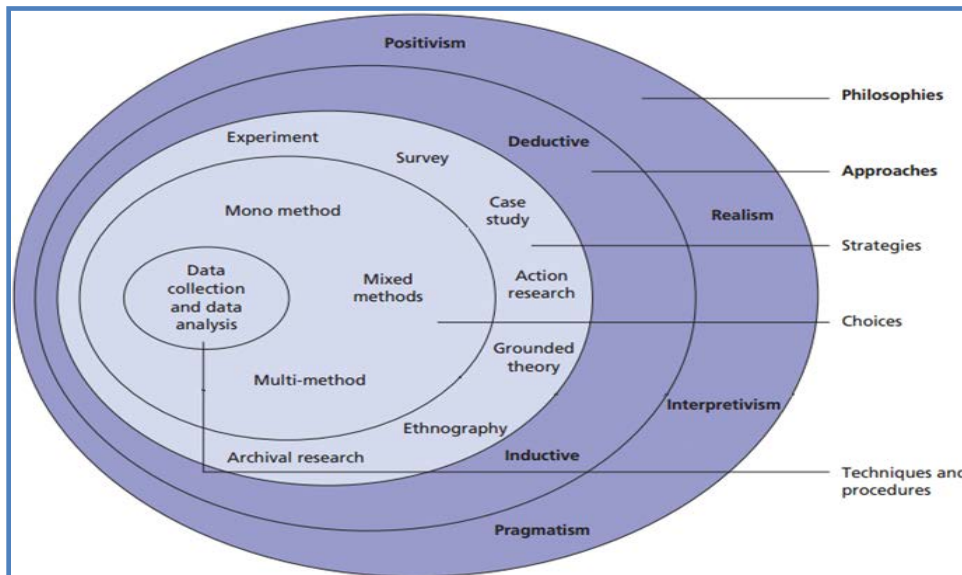 Positivism
Philosophies
Experiment
Deductive
Survey
Approaches
Mono method
Case
study
Realism
Strategies
Data
collection
and data
analysis
Mixed
methods
Action
research
Choices
Multi-method
Grounded
theory
Interpretivism
Ethnography
Archival research
Inductive
Techniques and
procedures
Pragmatism